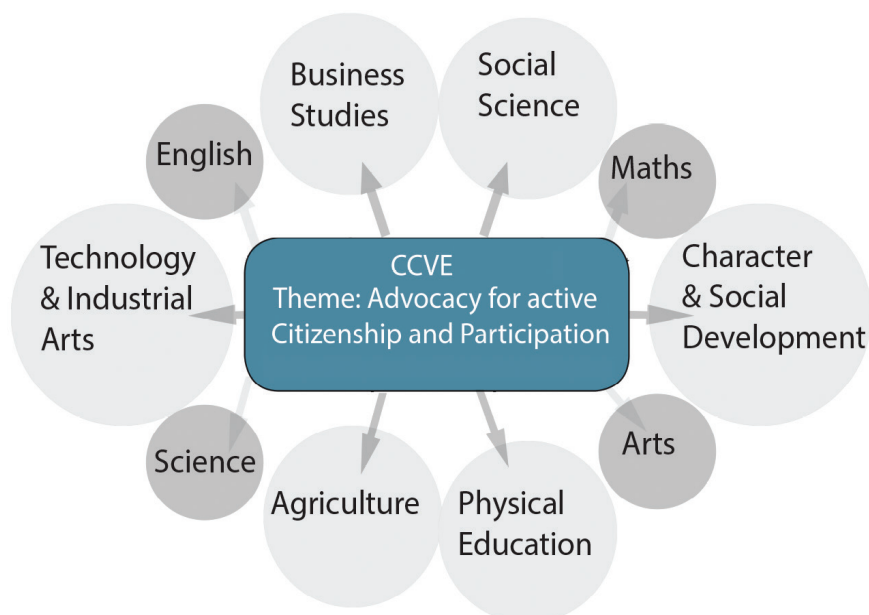 Business
Studies
Social
Science
English
Maths
Technology
& Industrial
Arts
CCVE
Theme: Advocacy for active
Citizenship and Participation
Character
& Social
Development
Science
Arts
Agriculture
Physical
Education